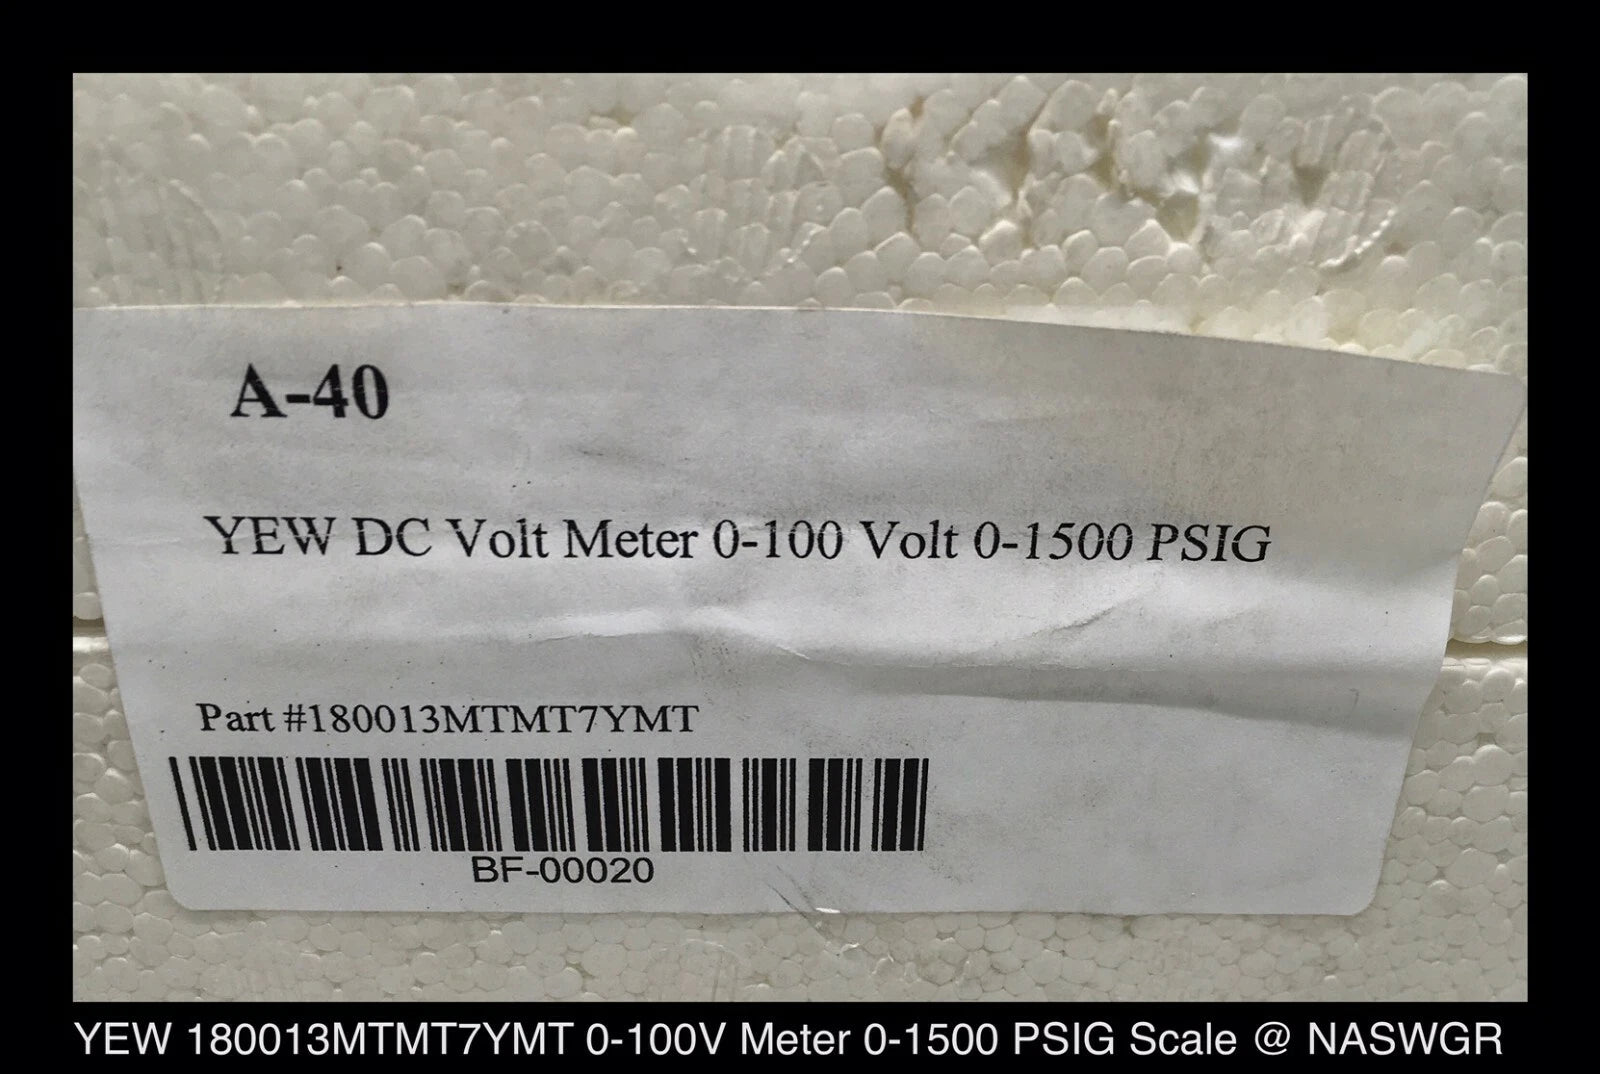 A-40
YEW DC Volt Meter 0-100 Volt 0-1500 PSIG
Part #180013MTMT7YMT
BF-00020
YEW 180013MTMT7YMT 0-100V Meter 0-1500 PSIG Scale @ NASWGR